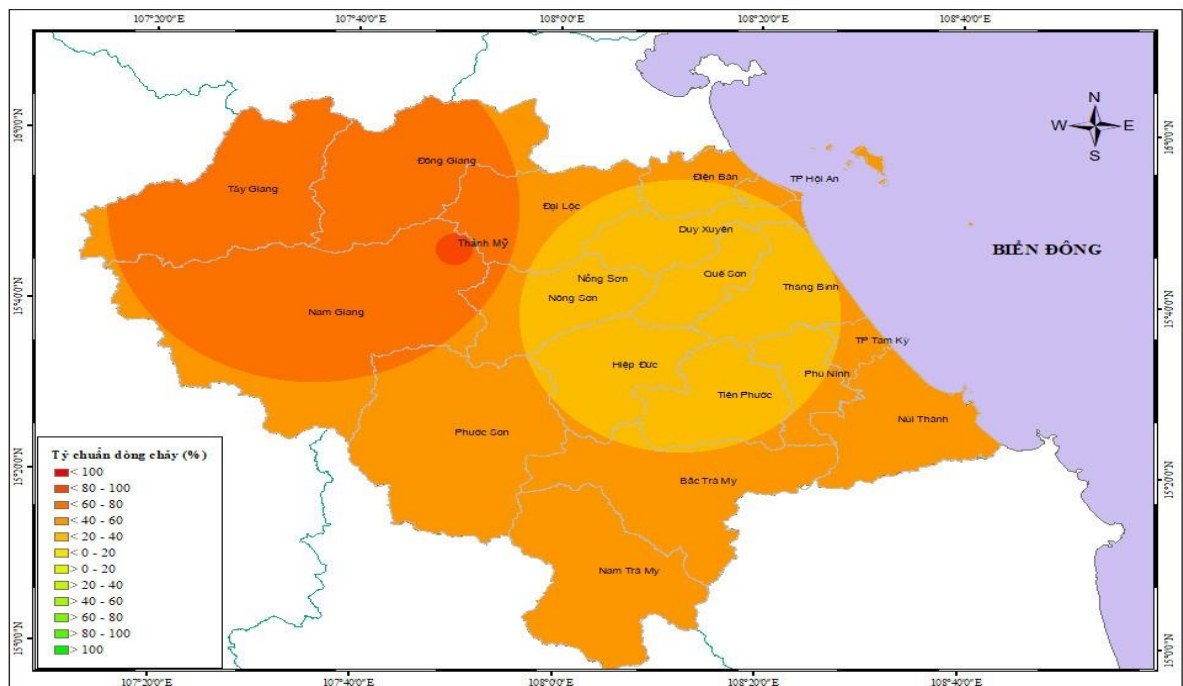 107°20'0"E 107°40'0"E 108°0'0"E 108°20'0"E 108°40'0"E
N
W E
S
16°0'0"N 16°0'0"N
Đông Giang
Tây Giang
Điện Bàn
TP Hội An
Đại Lộc
Duy Xuyên
Thành Mỹ
BIỂN ĐÔNG
Quế Sơn
Nông Sơn
Thăng Bình
Nông Sơn
15°40'0"N 15°40'0"N
Nam Giang
TP Tam Kỳ
Hiệp Đức
Phú Ninh
Tiên Phước
Núi Thành
Phước Sơn
Tỷ chuẩn dòng chảy (%)
< 100
< 80 - 100
< 60 - 80
< 40 - 60
< 20 - 40
< 0 - 20
> 0 - 20
> 20 - 40
> 40 - 60
> 60 - 80
> 80 - 100
> 100
15°20'0"N 15°20'0"N
Bắc Trà My
Nam Trà My
15°0'0"N 15°0'0"N
107°20'0"E 107°40'0"E 108°0'0"E 108°20'0"E 108°40'0"E